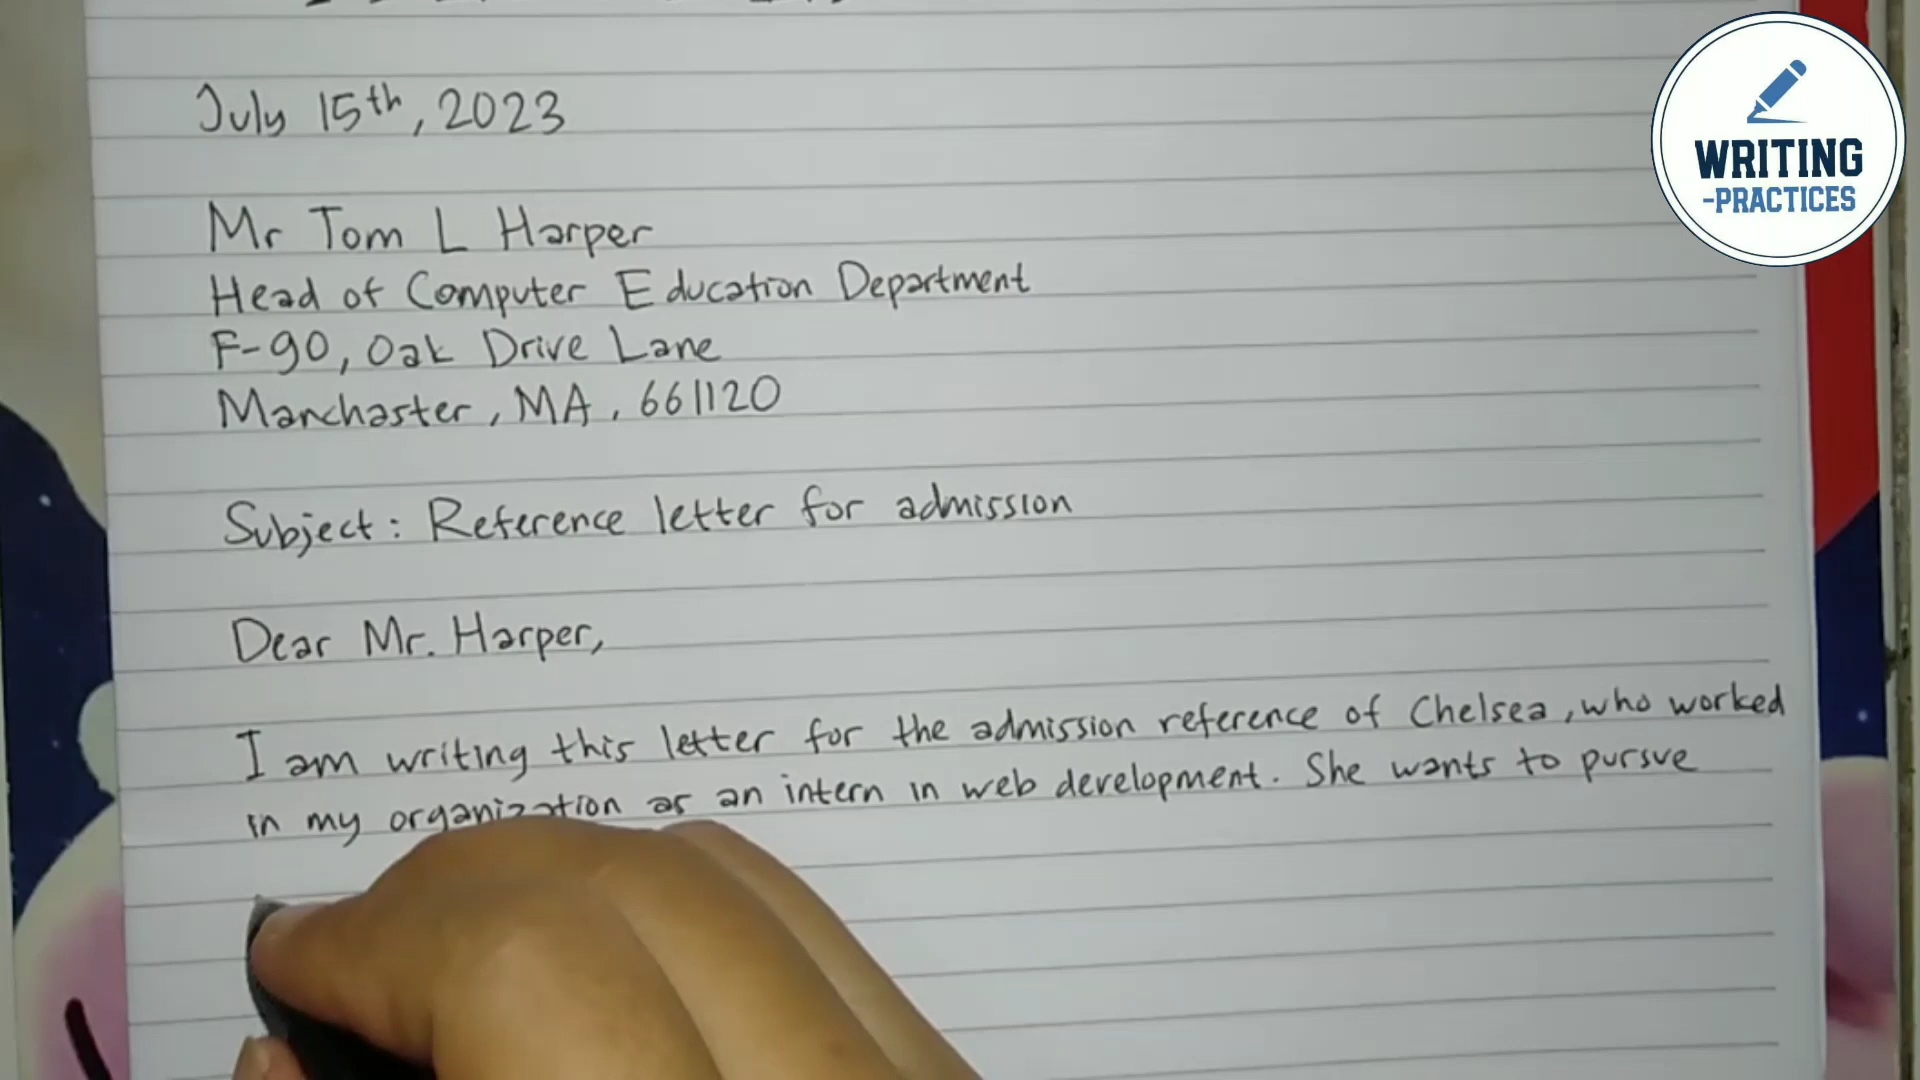 July 15th, 2023
Mr Tom L Harper
Head of Computer Education Department
F-90, Oak Drive Lane
Manchaster, MA, 661120
Subject: Reference letter for admission
Dear Mr. Harper,
I am writing this letter for the admission reference of Chelsea, who worked
in my organization as an intern in web development. She wants to pursue
WRITING
-PRACTICES